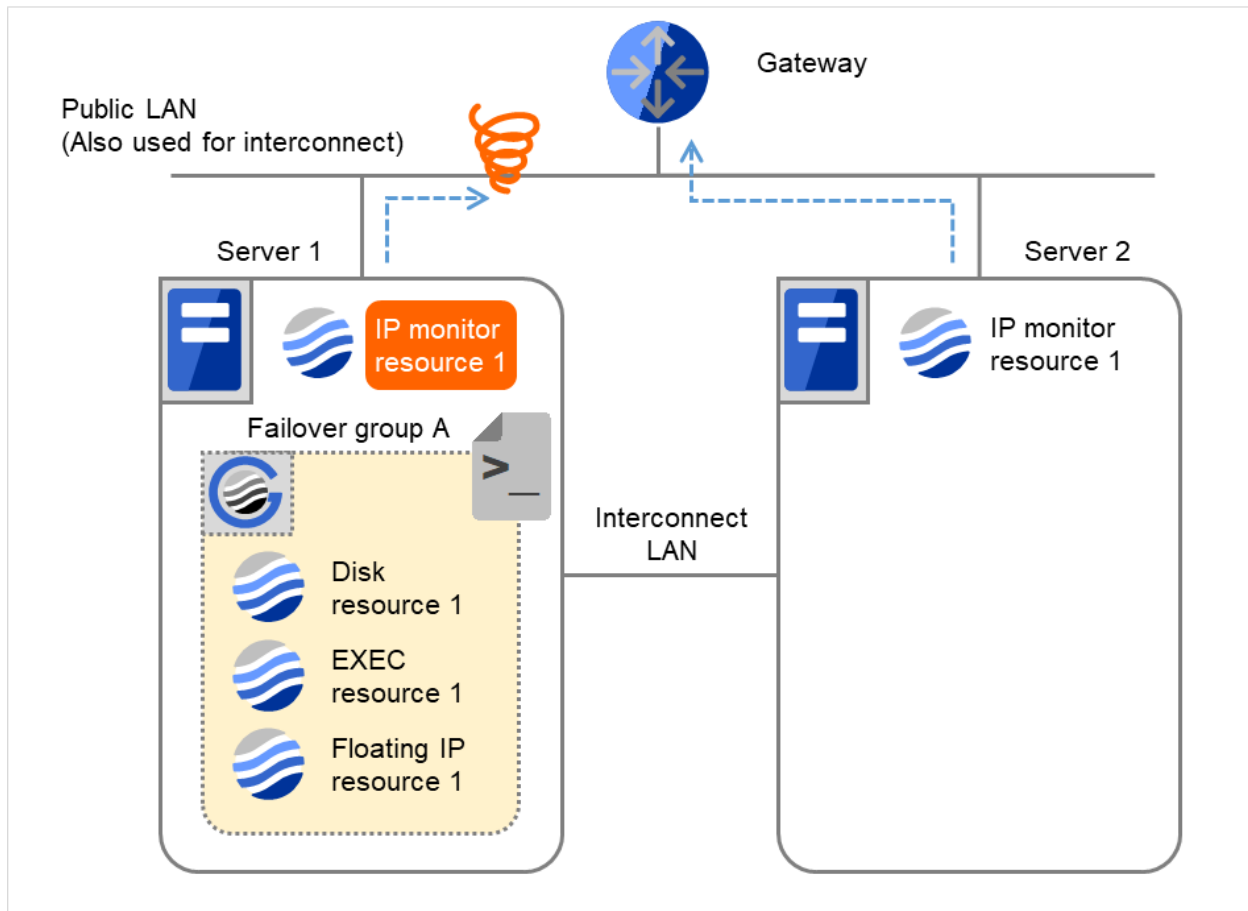 Gateway
Public LAN
(Also used for interconnect)
Server 1
Server 2
IP monitor
resource 1
IP monitor
resource 1
Failover group A
>_
Interconnect
LAN
Disk
resource 1
EXEC
resource 1
Floating IP
resource 1